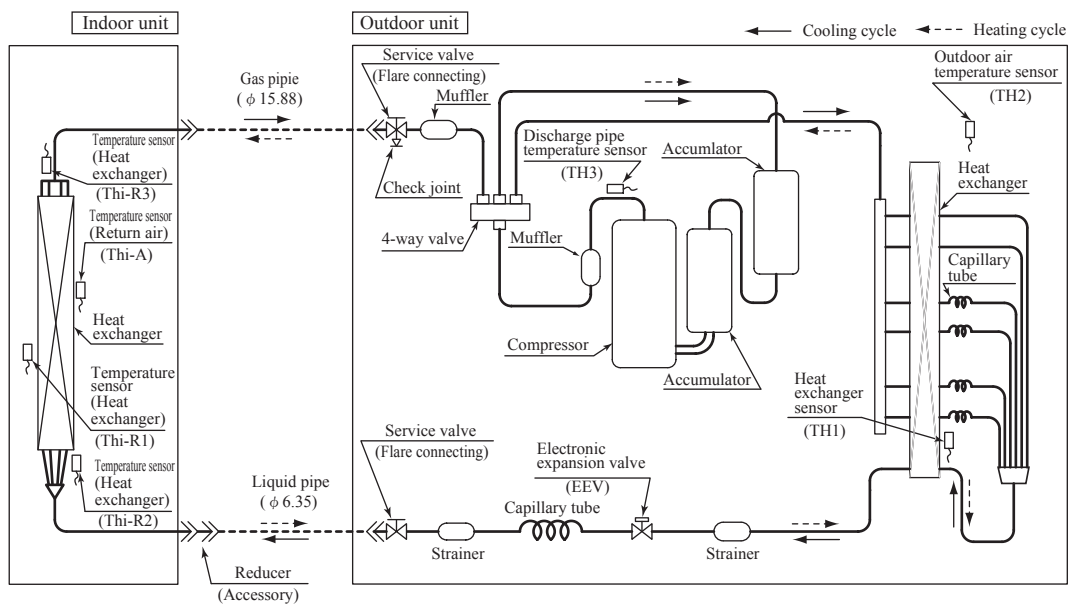 Indoor unit
Outdoor unit
Cooling cycle
Heating cycle
Service valve
(Flare connecting)
Muffler
Gas pipie
( ϕ 15.88)
Outdoor air
temperature sensor
(TH2)
Temperature sensor
(Heat
exchanger)
(Thi-R3)
Check joint
Discharge pipe
temperature sensor
(TH3)
Accumlator
Heat
exchanger
Temperature sensor
(Return air)
(Thi-A)
4-way valve
Muffler
Capillary
tube
Heat
exchanger
Compressor
Accumulator
Temperature
sensor
(Heat
exchanger)
(Thi-R1)
Heat
exchanger
sensor
(TH1)
Service valve
(Flare connecting)
Electronic
expansion valve
(EEV)
Temperature sensor
(Heat
exchanger)
(Thi-R2)
Liquid pipe
( ϕ 6.35)
Capillary tube
Strainer
Strainer
Reducer
(Accessory)